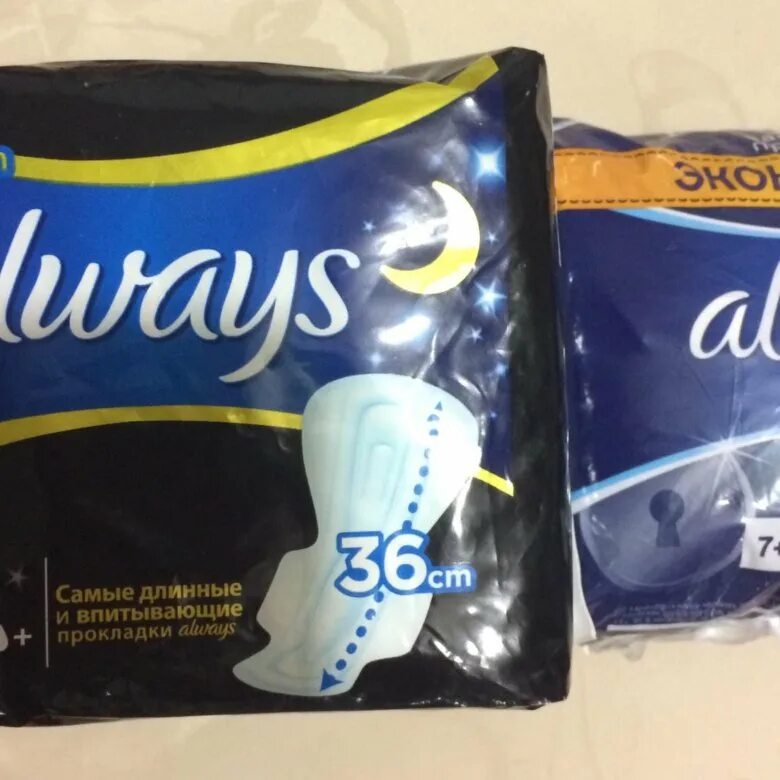 lways
36cm
Самые длинные
и впитывающие
прокладки always
+
ЭКОН
al
7+